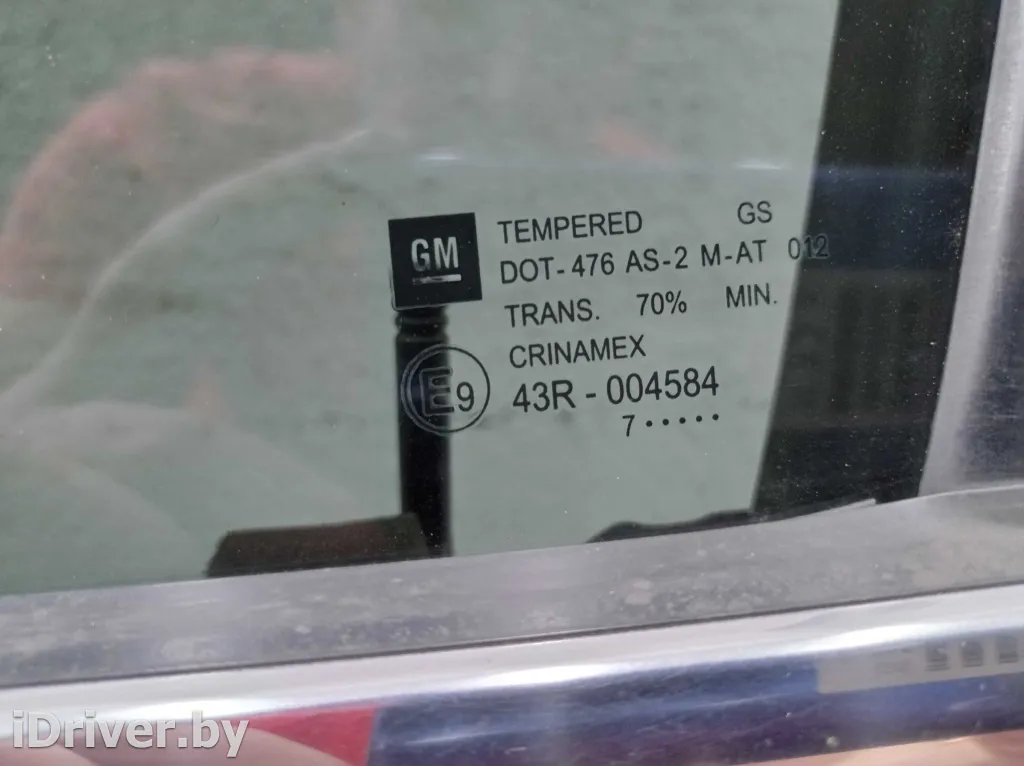 GM
TEMPERED GS
DOT-476 AS-2 M-AT 012
TRANS. 70% MIN.
CRINAMEX
E9 43R-004584
7•••••
iDriver.by